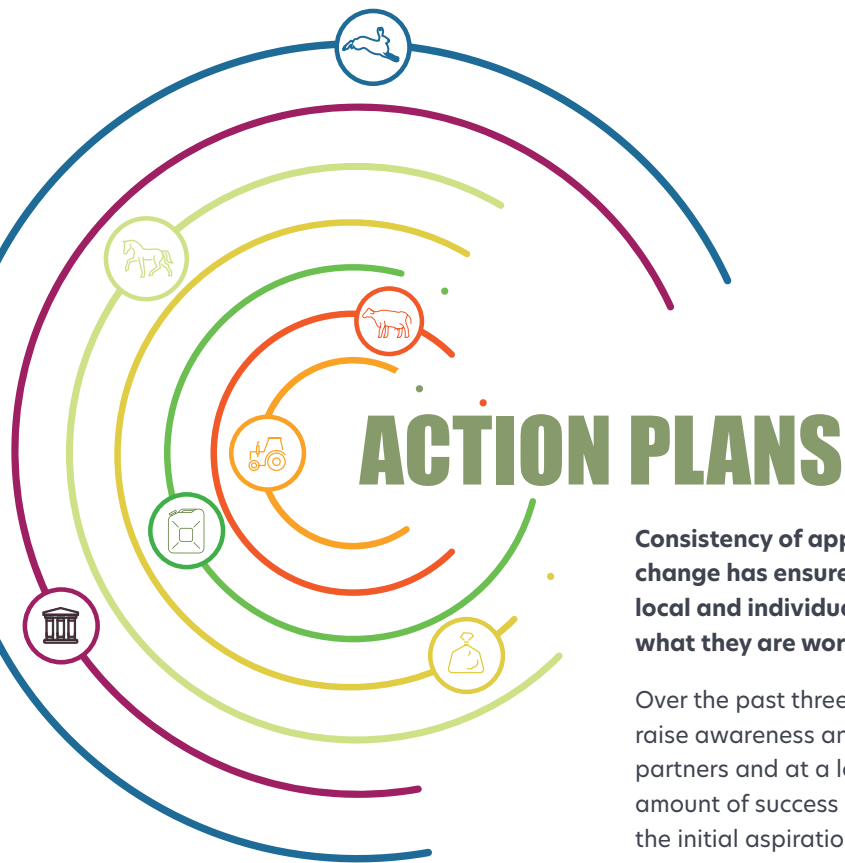 ACTION PLANS
Consistency of app
change has ensure
local and individu
what they are wor
Over the past three
raise awareness an
partners and at a l
amount of success
the initial aspiratio